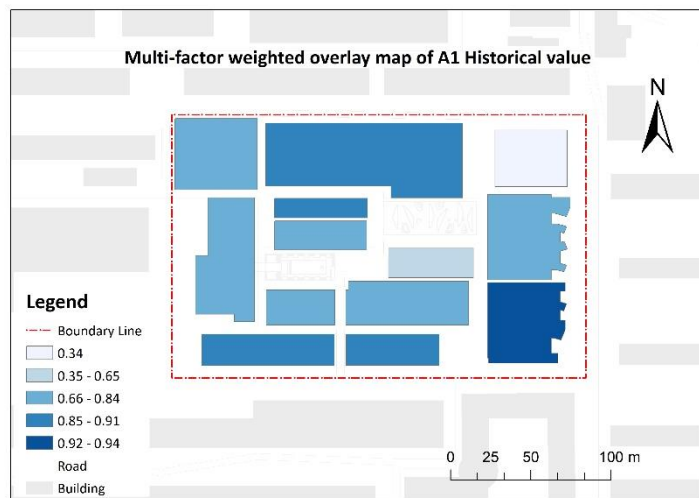 Multi-factor weighted overlay map of A1 Historical value
N
Legend
Boundary Line
0.34
0.35 - 0.65
0.66 - 0.84
0.85 - 0.91
0.92 - 0.94
Road
Building
0 25 50 100 m